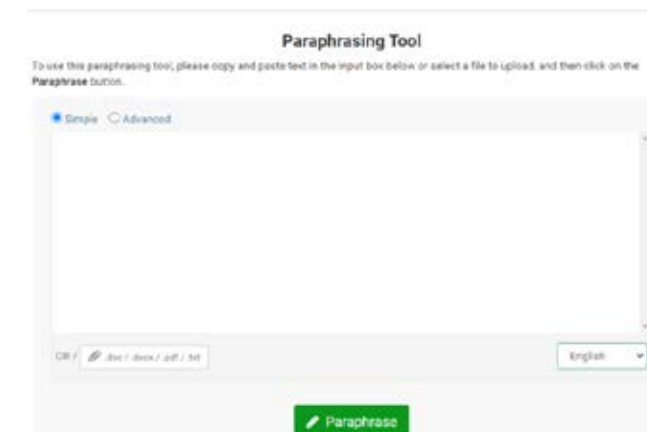 Paraphrasing Tool
To use this paraphrasing tool, please copy and paste text in the input box below or select a file to upload, and then click on the
Paraphrase button.
Simple Advanced
OR / .doc / .docx / .pdf / .txt
English
Paraphrase